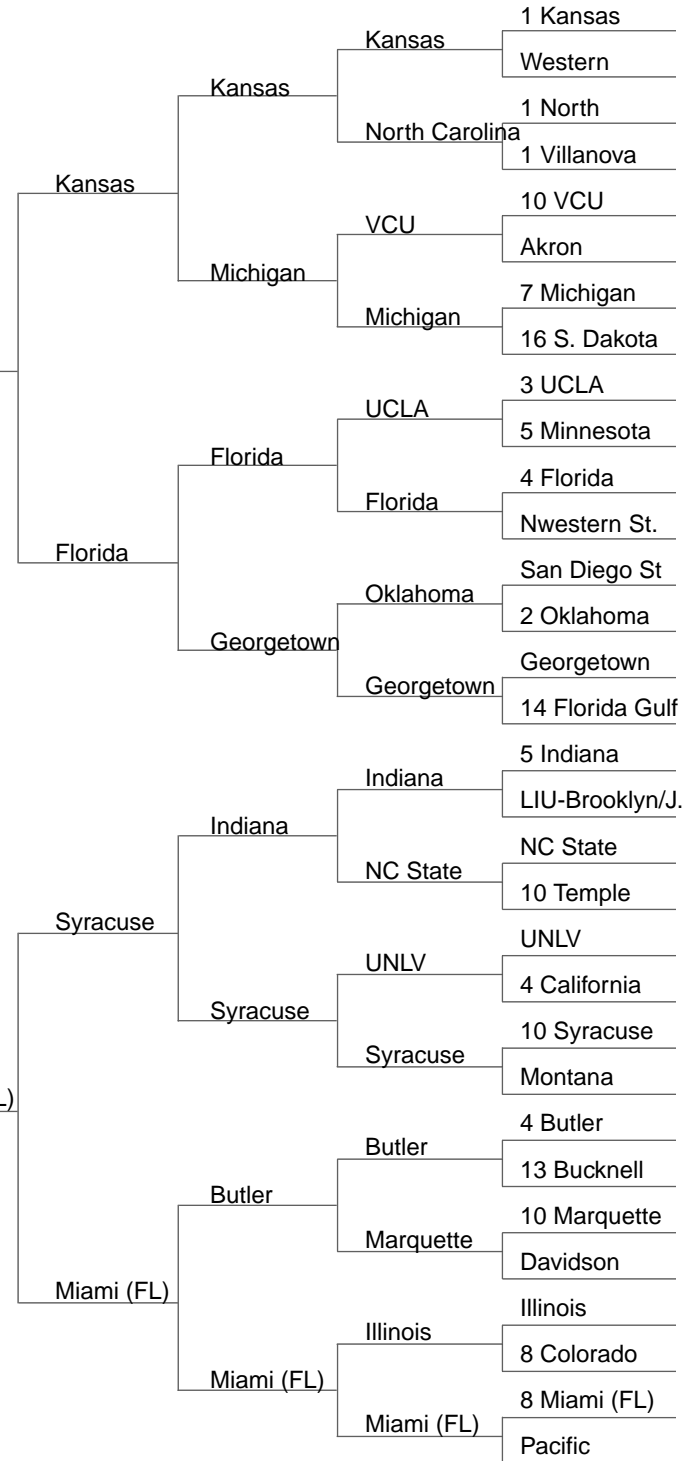 1 Kansas
Kansas
Western
Kansas
1 North
North Carolina
1 Villanova
Kansas
10 VCU
VCU
Akron
Michigan
7 Michigan
Michigan
16 S. Dakota
3 UCLA
UCLA
5 Minnesota
Florida
4 Florida
Florida
Nwestern St.
Florida
San Diego St
Oklahoma
2 Oklahoma
Georgetown
Georgetown
Georgetown
14 Florida Gulf
5 Indiana
Indiana
LIU-Brooklyn/J.
Indiana
NC State
NC State
10 Temple
Syracuse
UNLV
UNLV
4 California
Syracuse
10 Syracuse
Syracuse
Montana
L)
4 Butler
Butler
13 Bucknell
Butler
10 Marquette
Marquette
Davidson
Miami (FL)
Illinois
Illinois
8 Colorado
Miami (FL)
8 Miami (FL)
Miami (FL)
Pacific